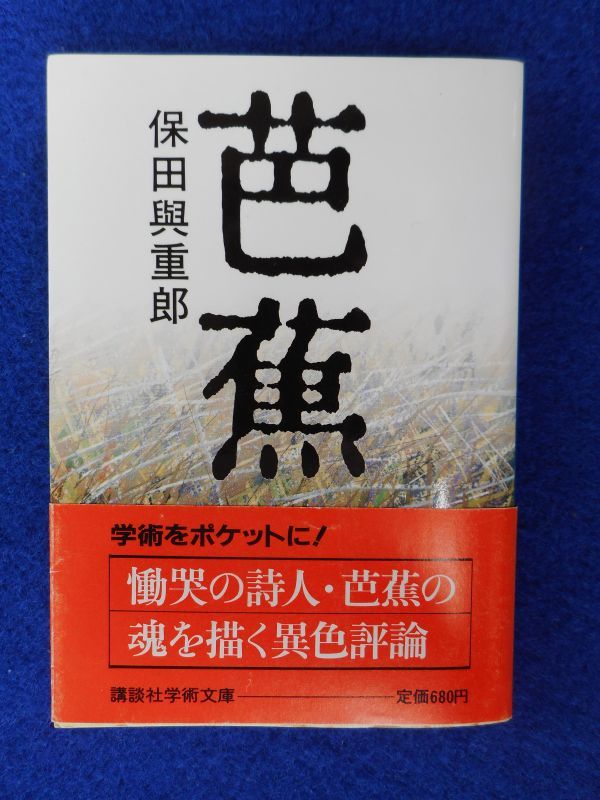 芭蕉
保田與重郎
学術をポケットに!
慟哭の詩人・芭蕉の
魂を描く異色評論
講談社学術文庫 定価680円